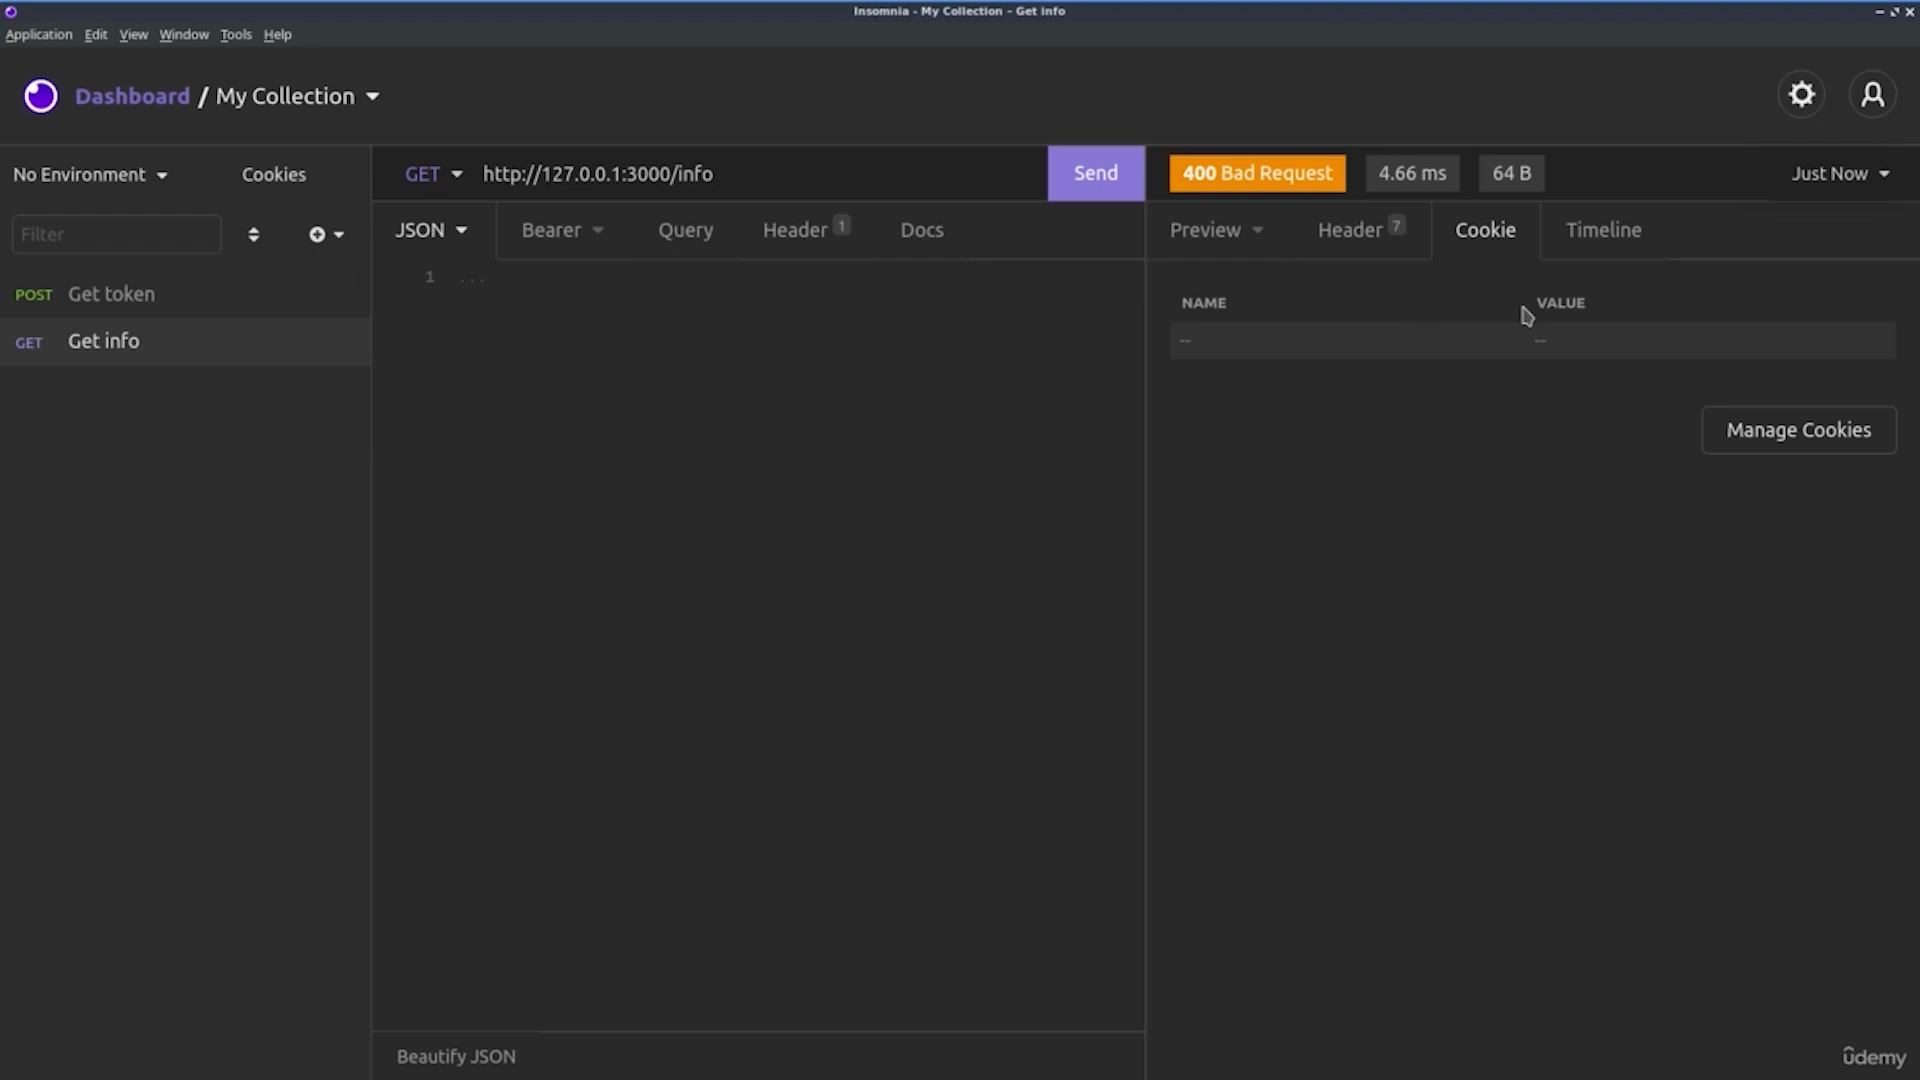 Insomnia - My Collection - Get info
Application Edit View Window Tools Help
Dashboard / My Collection
No Environment Cookies
GET http://127.0.0.1:3000/info Send
400 Bad Request 4.66 ms 64 B Just Now
Filter
JSON Bearer Query Header 1 Docs
Preview Header 7 Cookie Timeline
1 ...
POST Get token
GET Get info
NAME VALUE
-- --
Manage Cookies
Beautify JSON
ûdemy